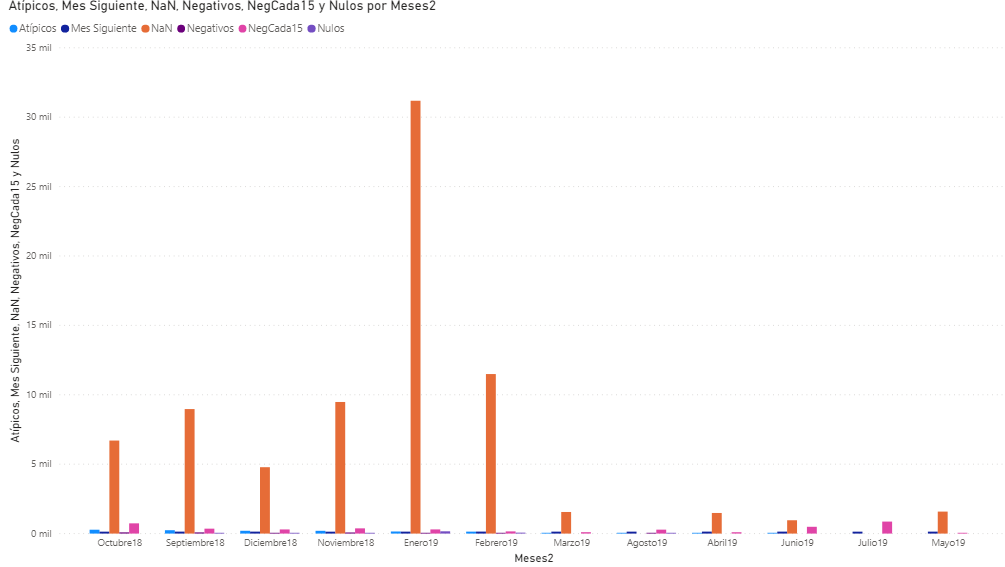 Atípicos, Mes Siguiente, NaN, Negativos, NegCada15 y Nulos por Meses2
Atípicos Mes Siguiente NaN Negativos NegCada15 Nulos
Atípicos, Mes Siguiente, NaN, Negativos, NegCada15 y Nulos
35 mil
30 mil
25 mil
20 mil
15 mil
10 mil
5 mil
0 mil
Octubre18 Septiembre18 Diciembre18 Noviembre18 Enero19 Febrero19 Marzo19 Agosto19 Abril19 Junio19 Julio19 Mayo19
Meses2